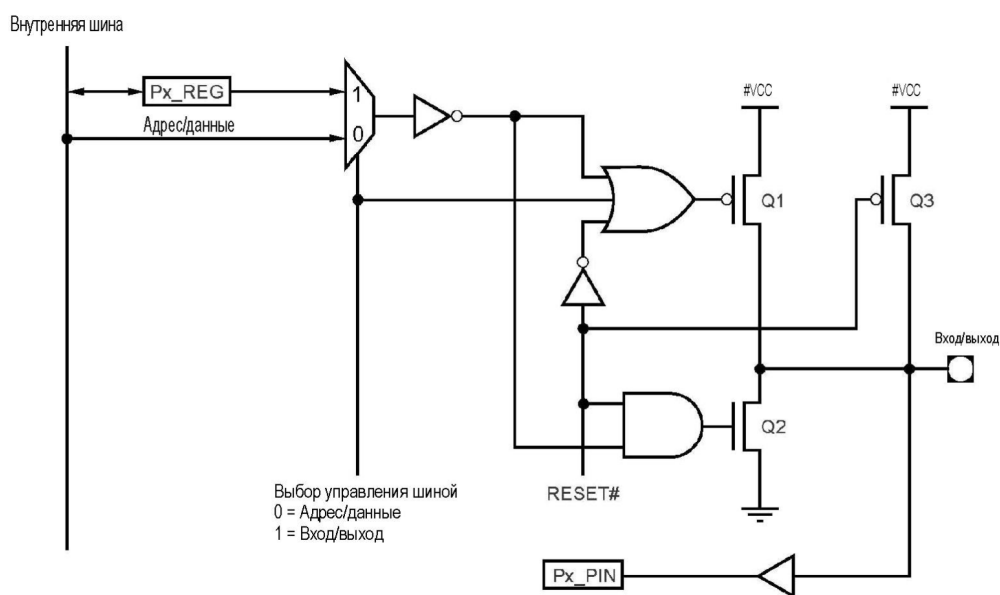 Внутренняя шина
Px_REG
1
#VCC
#VCC
Адрес/данные
0
Q1
Q3
Вход/выход
Q2
Выбор управления шиной
0 = Адрес/данные
1 = Вход/выход
RESET#
Px_PIN